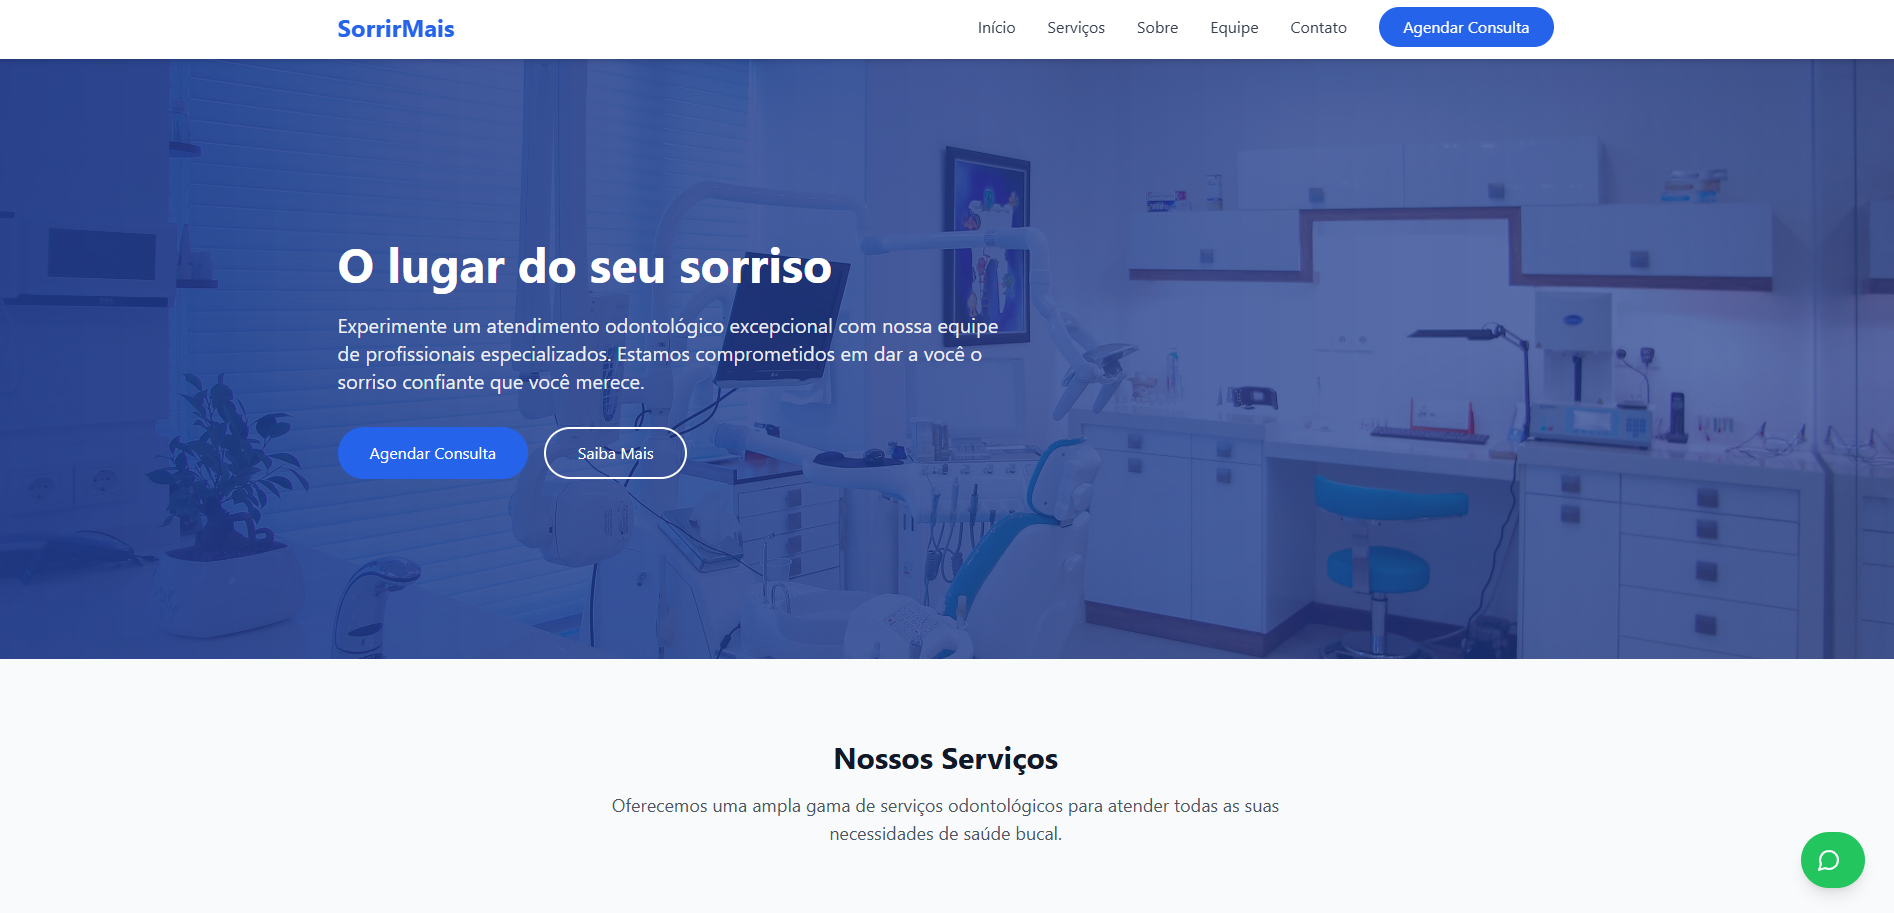 SorrirMais
Início
Serviços
Sobre
Equipe
Contato
Agendar Consulta
O lugar do seu sorriso
Experimente um atendimento odontológico excepcional com nossa equipe
de profissionais especializados. Estamos comprometidos em dar a você o
sorriso confiante que você merece.
Agendar Consulta
Saiba Mais
Nossos Serviços
Oferecemos uma ampla gama de serviços odontológicos para atender todas as suas
necessidades de saúde bucal.